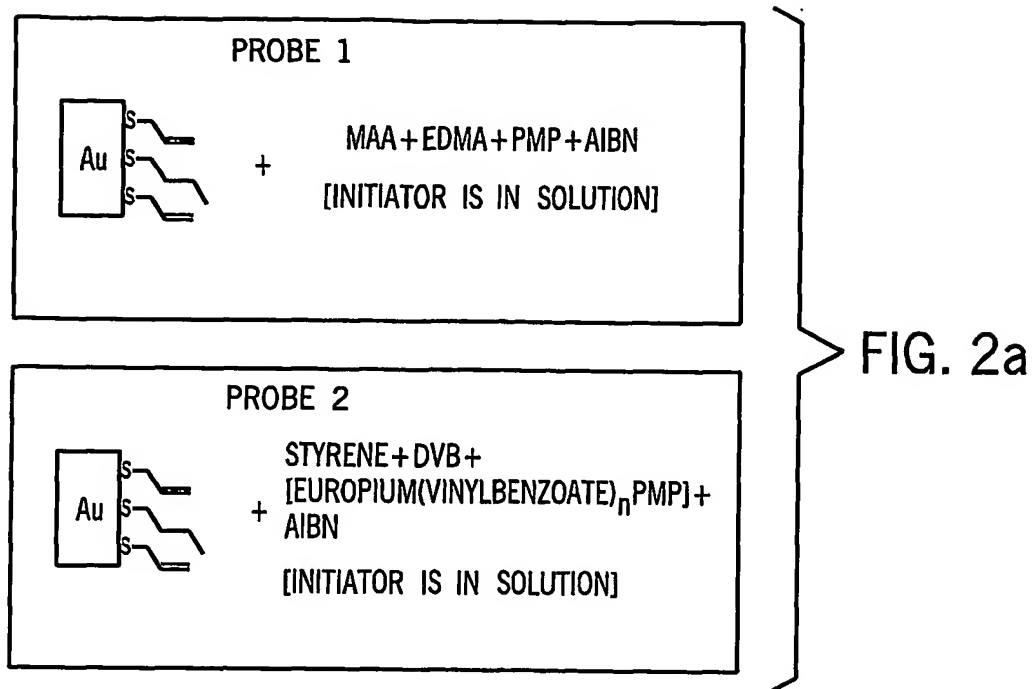 PROBE 1
S
Au
S
S
+
MAA+EDMA+PMP+AIBN
[INITIATOR IS IN SOLUTION]
PROBE 2
S
Au
S
S
+
STYRENE+DVB+
[EUROPIUM(VINYLBENZOATE)nPMP]+
AIBN
[INITIATOR IS IN SOLUTION]
FIG. 2a